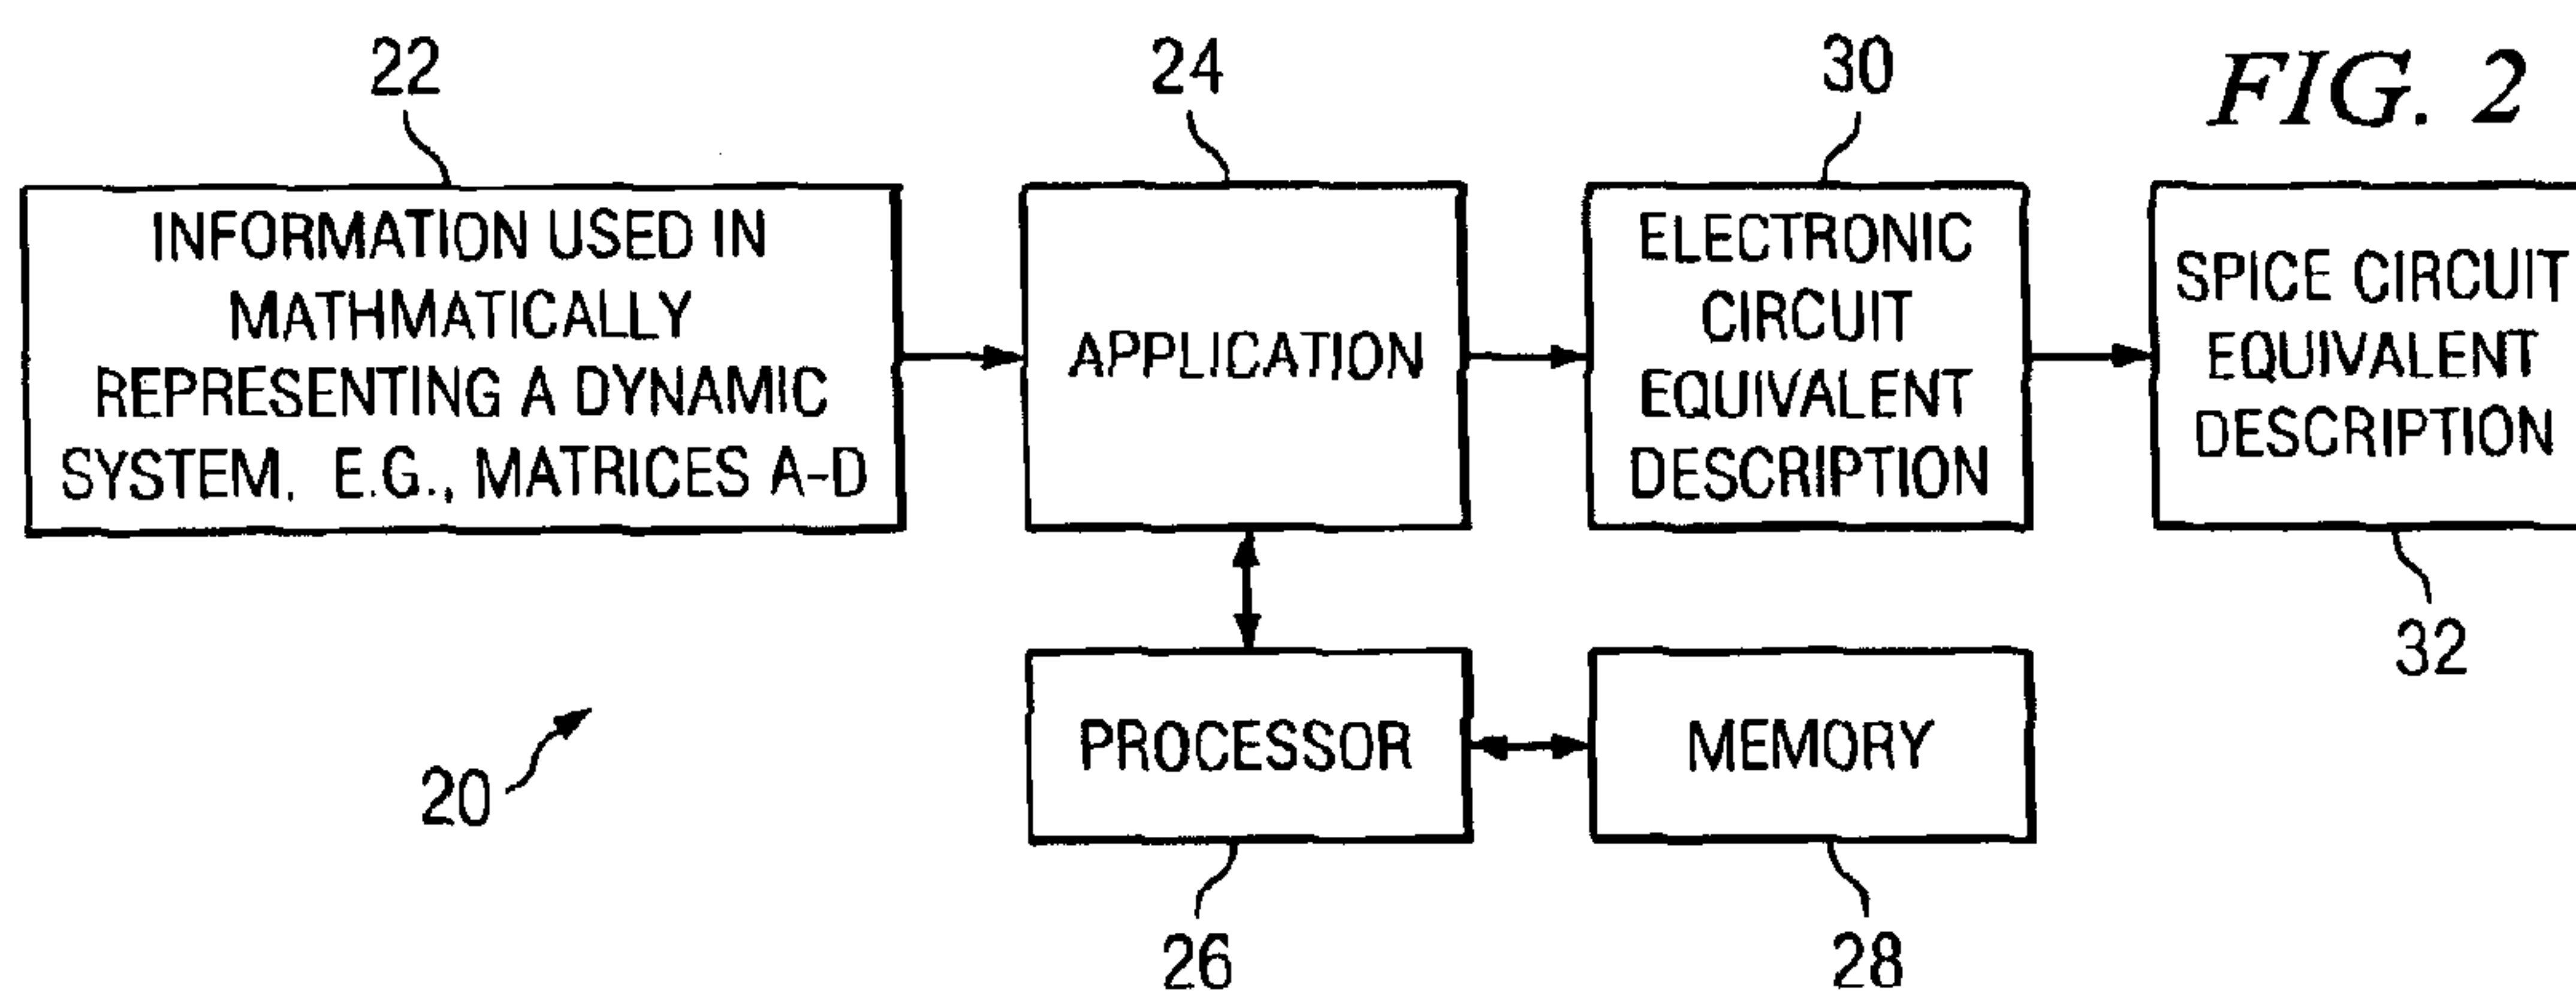 22
24
30
FIG. 2
INFORMATION USED IN
MATHMATICALLY
REPRESENTING A DYNAMIC
SYSTEM. E.G., MATRICES A-D
APPLICATION
ELECTRONIC
CIRCUIT
EQUIVALENT
DESCRIPTION
SPICE CIRCUIT
EQUIVALENT
DESCRIPTION
32
PROCESSOR
MEMORY
20
26
28